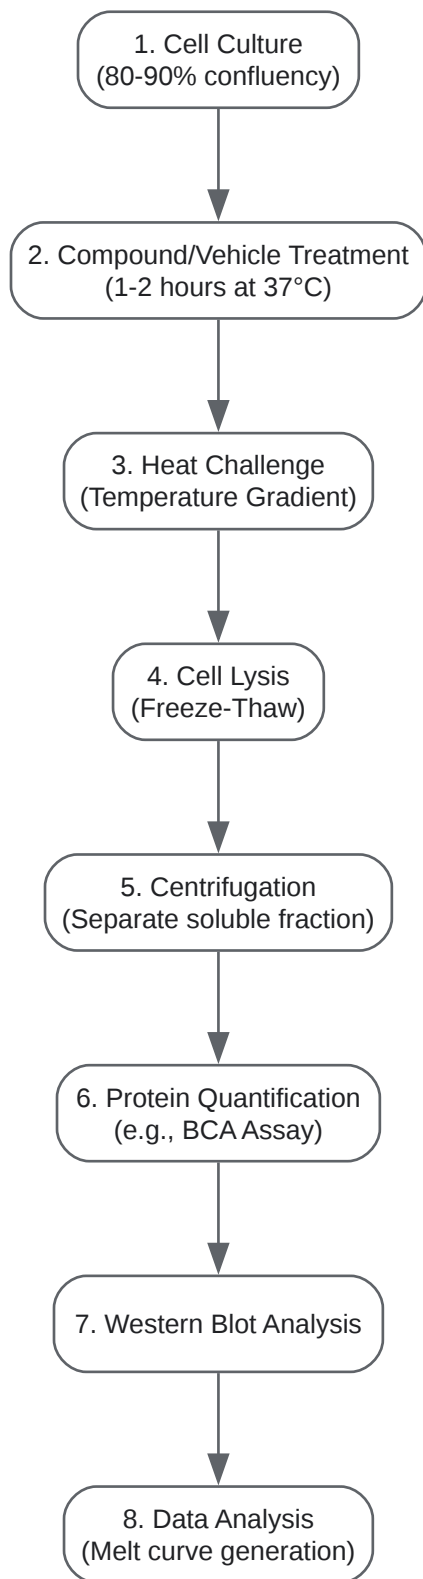 1. Cell Culture
(80-90% confluency)
2. Compound/Vehicle Treatment
(1-2 hours at 37°C)
3. Heat Challenge
(Temperature Gradient)
4. Cell Lysis
(Freeze-Thaw)
5. Centrifugation
(Separate soluble fraction)
6. Protein Quantification
(e.g., BCA Assay)
7. Western Blot Analysis
8. Data Analysis
(Melt curve generation)